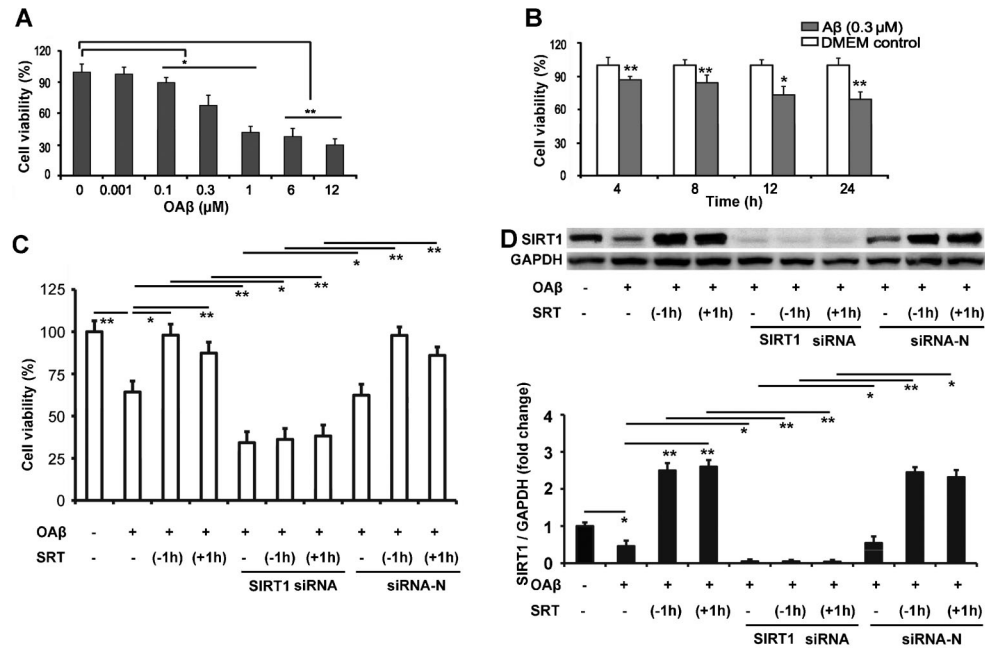 A
Cell viability (%)
120
90
60
30
0
*
**
0 0.001 0.1 0.3 1 6 12
OAβ (µM)
B
Aβ (0.3 µM)
DMEM control
Cell viability (%)
120
90
60
30
0
** ** * **
4 8 12 24
Time (h)
C
Cell viability (%)
125
100
75
50
25
0
* ** **
** * **
** * **
OAβ - + + + + + + + + +
SRT - - (-1h) (+1h) - (-1h) (+1h) - (-1h) (+1h)
SIRT1 siRNA siRNA-N
D
SIRT1
GAPDH
OAβ - + + + + + + + + +
SRT - - (-1h) (+1h) - (-1h) (+1h) - (-1h) (+1h)
SIRT1 siRNA siRNA-N
SIRT1 / GAPDH (fold change)
4
3
2
1
0
* ** *
* ** **
** **
*
OAβ - + + + + + + + + +
SRT - - (-1h) (+1h) - (-1h) (+1h) - (-1h) (+1h)
SIRT1 siRNA siRNA-N